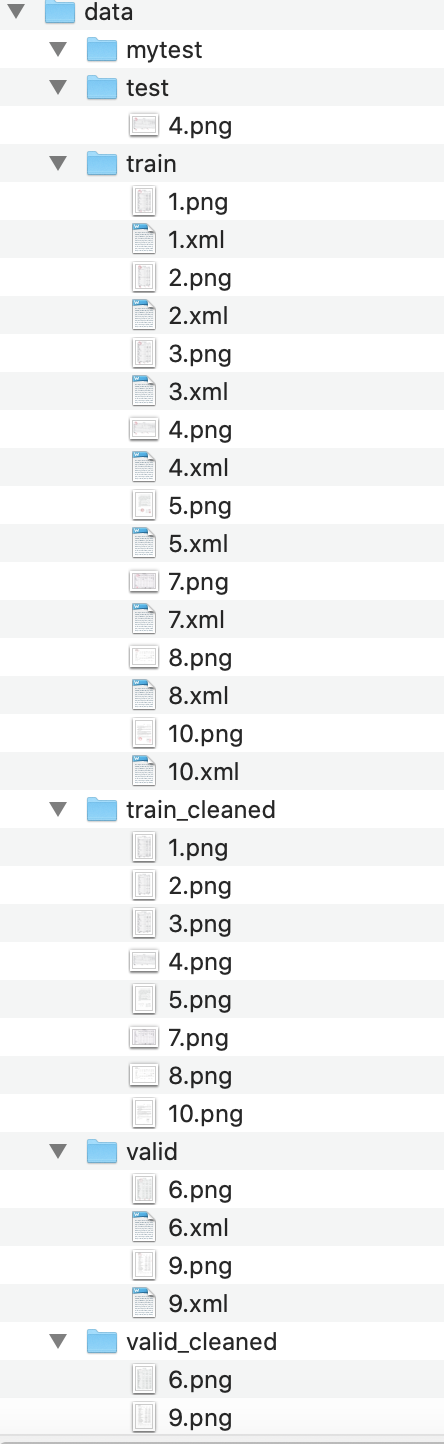 data
mytest
test
4.png
train
1.png
1.xml
2.png
2.xml
3.png
3.xml
4.png
4.xml
5.png
5.xml
7.png
7.xml
8.png
8.xml
10.png
10.xml
train_cleaned
1.png
2.png
3.png
4.png
5.png
7.png
8.png
10.png
valid
6.png
6.xml
9.png
9.xml
valid_cleaned
6.png
9.png